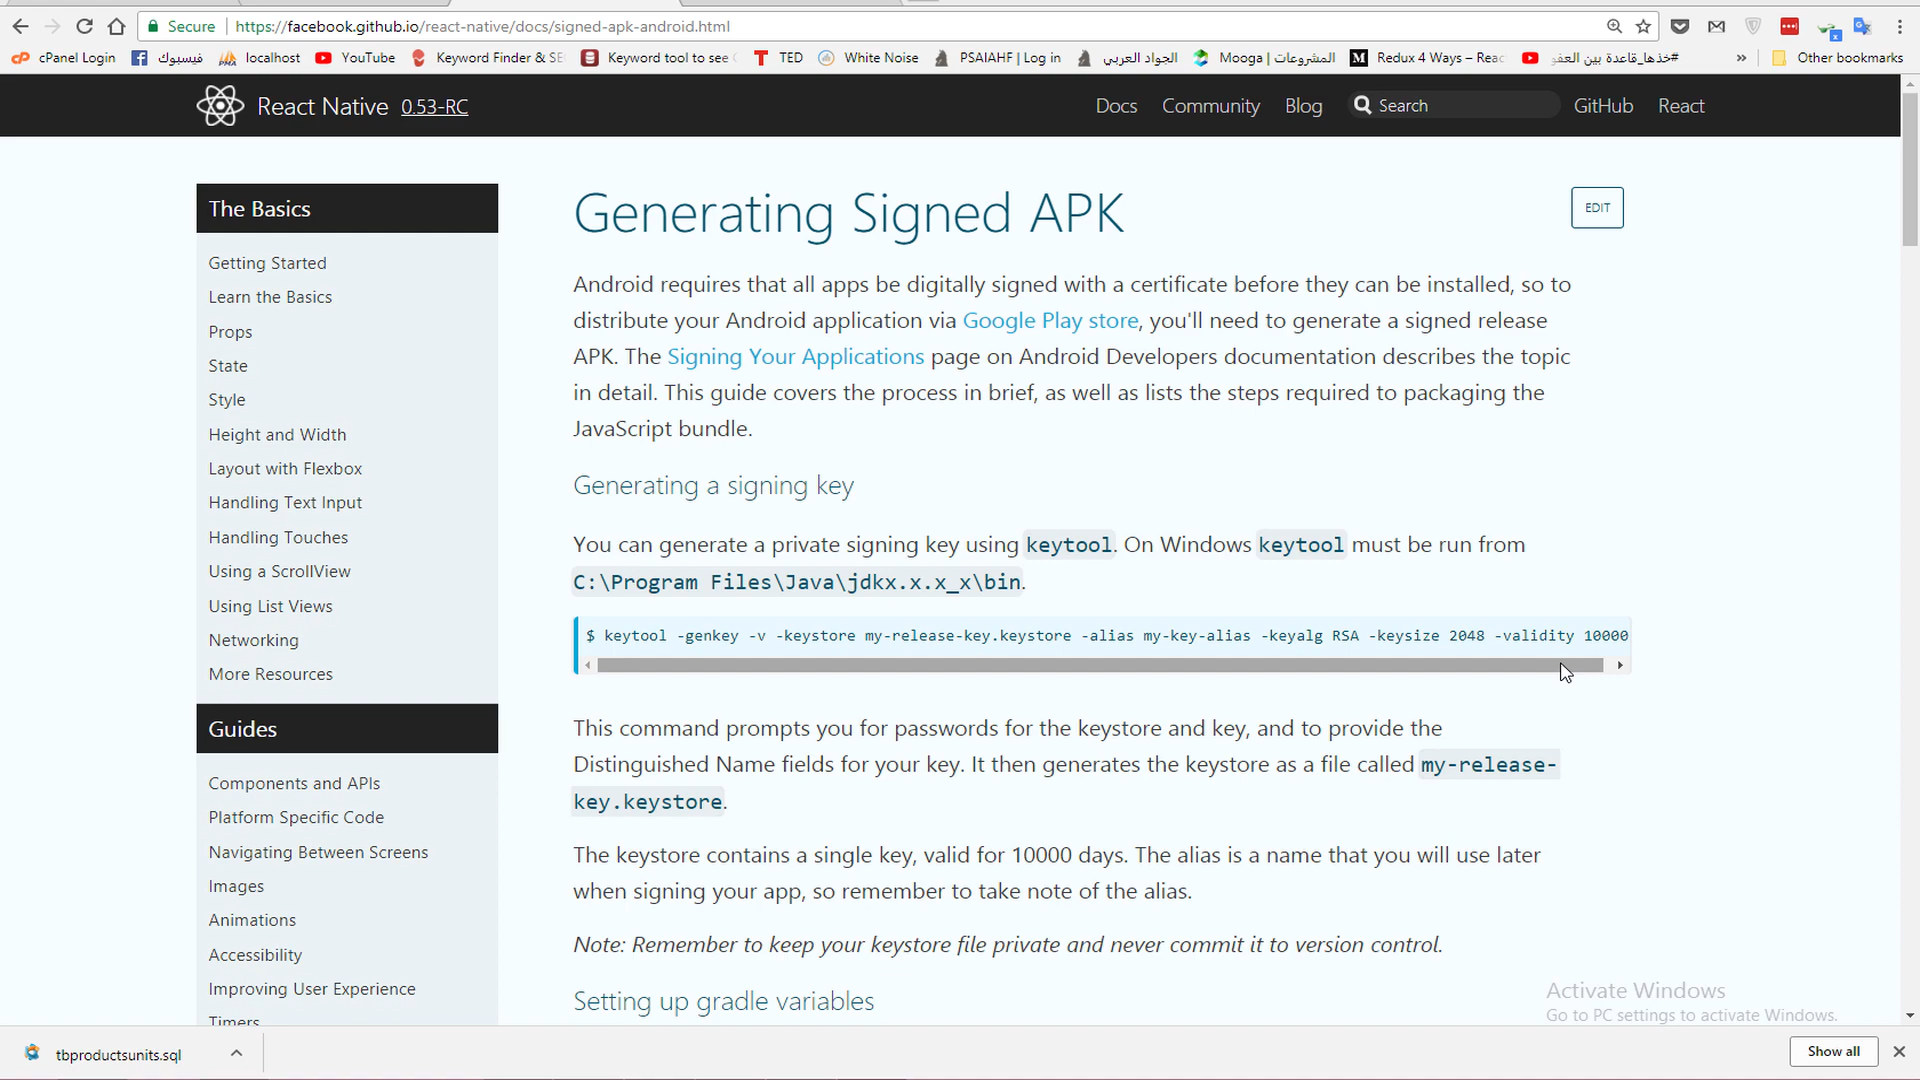 Secure https://facebook.github.io/react-native/docs/signed-apk-android.html
cPanel Login فيسبوك localhost YouTube Keyword Finder & SE Keyword tool to see TED White Noise PSAIAHF | Log in الجواد العربي Mooga | المشروعات Redux 4 Ways – Reac #خذها_قاعدة بين العفو » Other bookmarks
React Native 0.53-RC Docs Community Blog Search GitHub React
The Basics
Getting Started
Learn the Basics
Props
State
Style
Height and Width
Layout with Flexbox
Handling Text Input
Handling Touches
Using a ScrollView
Using List Views
Networking
More Resources
Guides
Components and APIs
Platform Specific Code
Navigating Between Screens
Images
Animations
Accessibility
Improving User Experience
Timers
Generating Signed APK
EDIT
Android requires that all apps be digitally signed with a certificate before they can be installed, so to
distribute your Android application via Google Play store, you'll need to generate a signed release
APK. The Signing Your Applications page on Android Developers documentation describes the topic
in detail. This guide covers the process in brief, as well as lists the steps required to packaging the
JavaScript bundle.
Generating a signing key
You can generate a private signing key using keytool. On Windows keytool must be run from
C:\Program Files\Java\jdkx.x.x_x\bin.
$ keytool -genkey -v -keystore my-release-key.keystore -alias my-key-alias -keyalg RSA -keysize 2048 -validity 10000
This command prompts you for passwords for the keystore and key, and to provide the
Distinguished Name fields for your key. It then generates the keystore as a file called my-release-
key.keystore.
The keystore contains a single key, valid for 10000 days. The alias is a name that you will use later
when signing your app, so remember to take note of the alias.
Note: Remember to keep your keystore file private and never commit it to version control.
Setting up gradle variables
Activate Windows
Go to PC settings to activate Windows.
tbproductsunits.sql
Show all